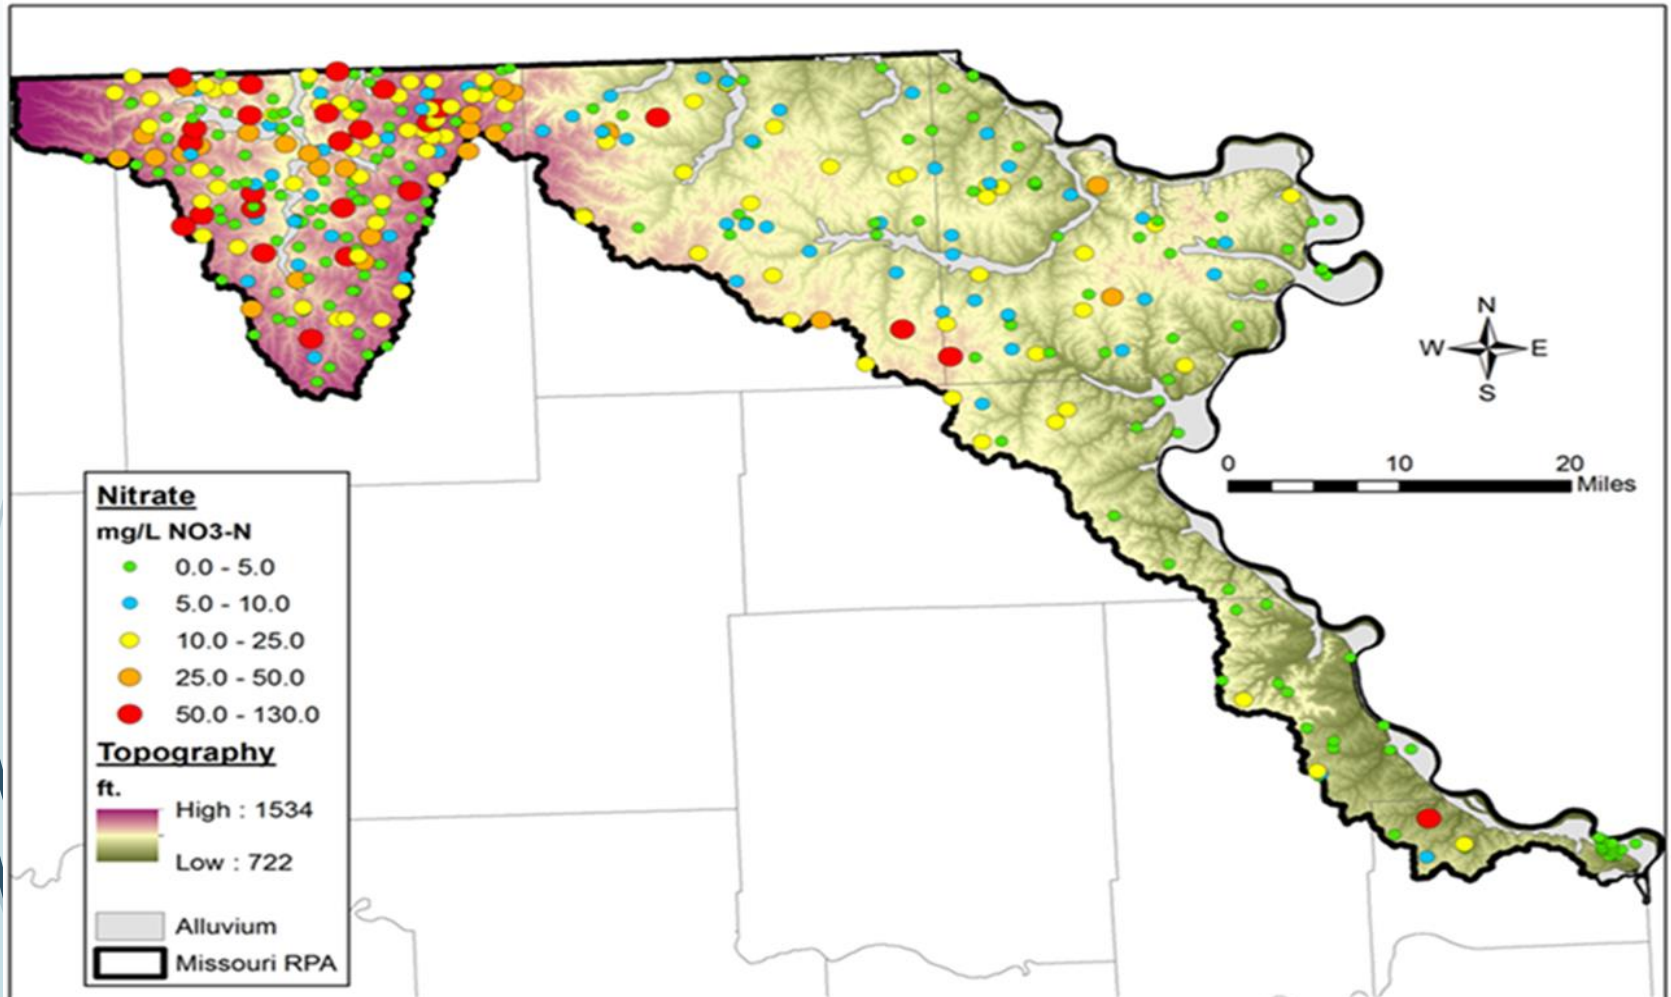 N
W E
S
0 10 20
Miles
Nitrate
mg/L NO3-N
0.0 - 5.0
5.0 - 10.0
10.0 - 25.0
25.0 - 50.0
50.0 - 130.0
Topography
ft.
High : 1534
Low : 722
Alluvium
Missouri RPA